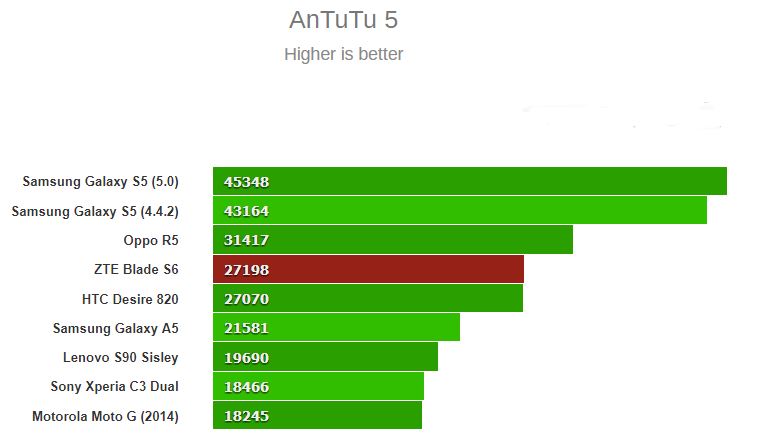 AnTuTu 5
Higher is better
Samsung Galaxy S5 (5.0) 45348
Samsung Galaxy S5 (4.4.2) 43164
Oppo R5 31417
ZTE Blade S6 27198
HTC Desire 820 27070
Samsung Galaxy A5 21581
Lenovo S90 Sisley 19690
Sony Xperia C3 Dual 18466
Motorola Moto G (2014) 18245